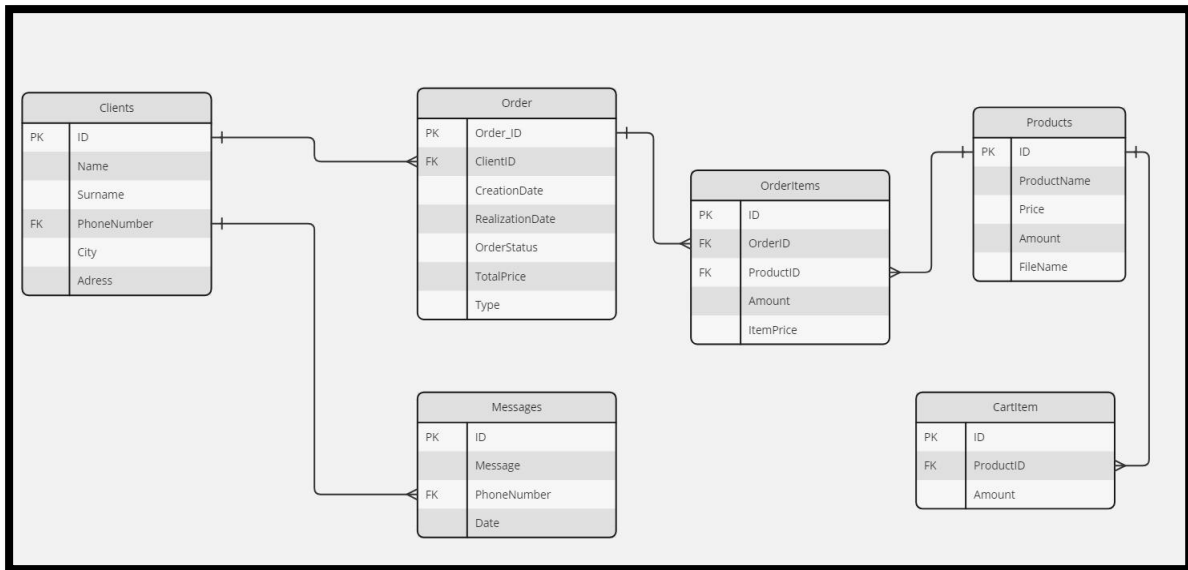 Clients
PK ID
Name
Surname
FK PhoneNumber
City
Adress
Order
PK Order_ID
FK ClientID
CreationDate
RealizationDate
OrderStatus
TotalPrice
Type
OrderItems
PK ID
FK OrderID
FK ProductID
Amount
ItemPrice
Products
PK ID
ProductName
Price
Amount
FileName
Messages
PK ID
Message
FK PhoneNumber
Date
CartItem
PK ID
FK ProductID
Amount